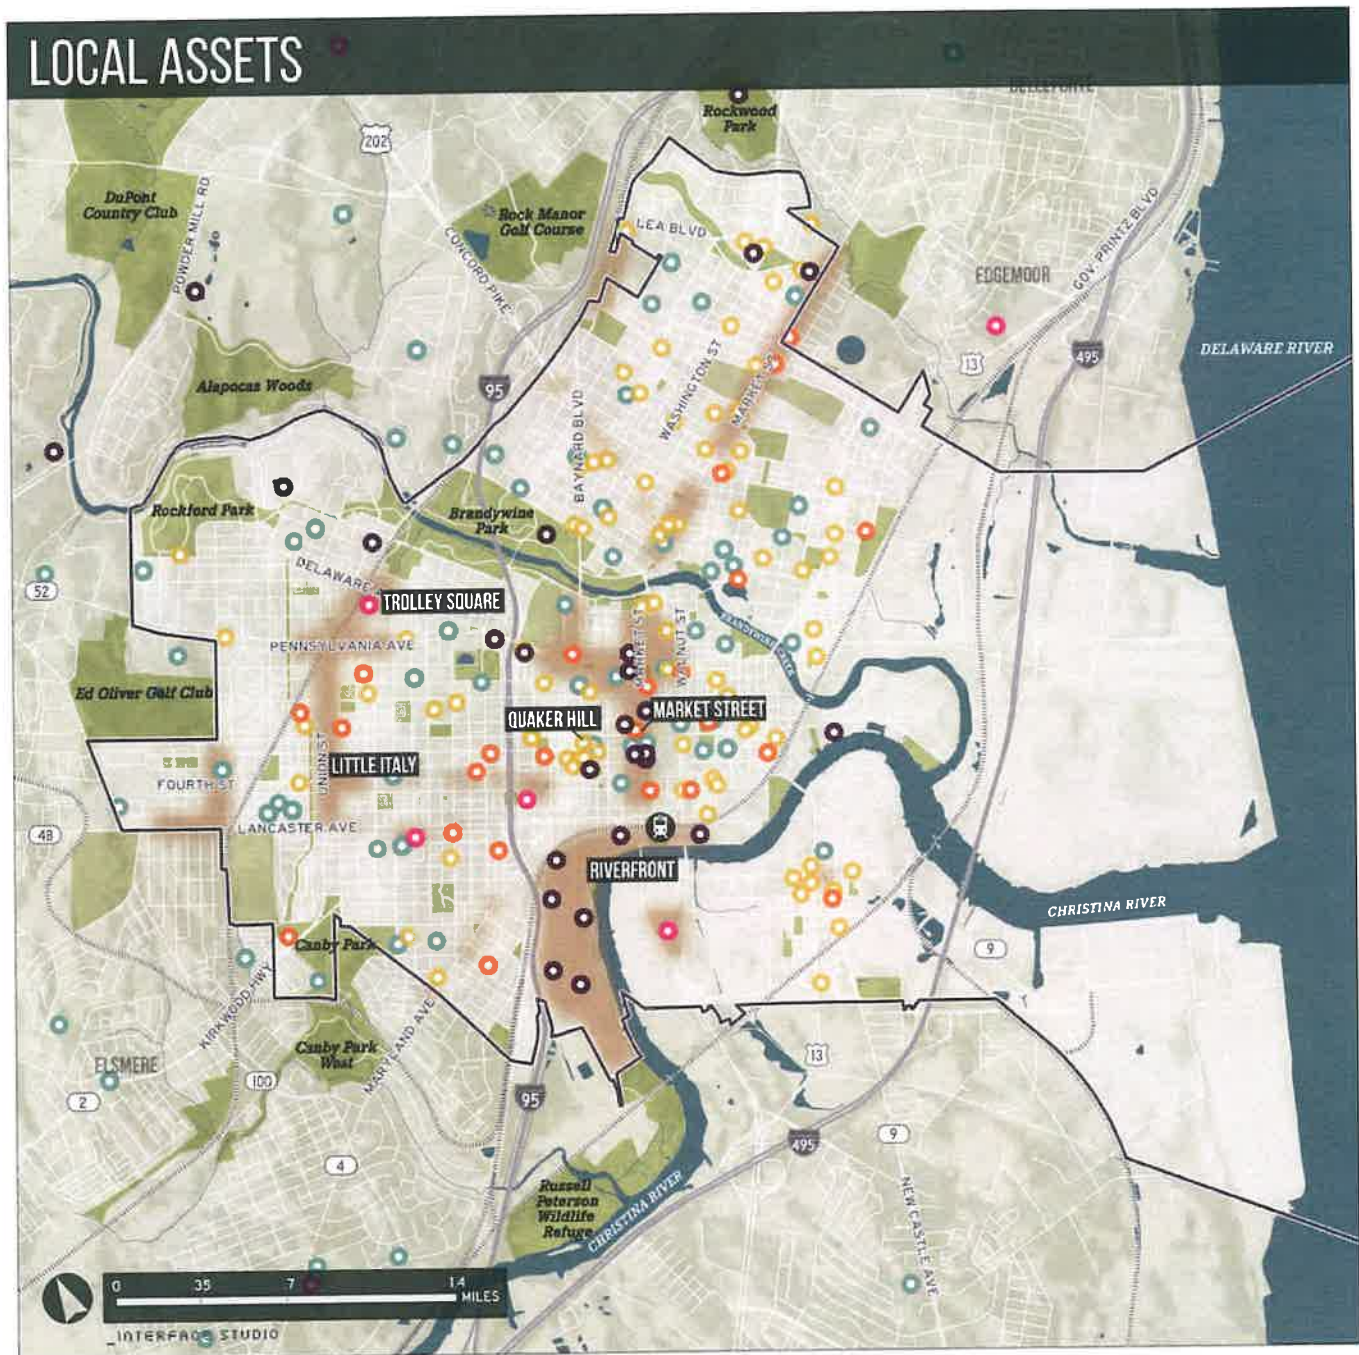 LOCAL ASSETS
BELLEFONTE
Rockwood
Park
202
DuPont
Country Club
POWDER MILL RD
Rock Manor
Golf Course
CONCORD PIKE
LEA BLVD
EDGEMOOR
GOV. PRINTZ BLVD
DELAWARE RIVER
13
495
95
Alapocas Woods
WASHINGTON ST
MARKET ST
BAYNARD BLVD
Rockford Park
Brandywine
Park
52
DELAWARE
TROLLEY SQUARE
PENNSYLVANIA AVE
MARKET ST
WALNUT ST
BRANDYWINE CREEK
Ed Oliver Golf Club
QUAKER HILL
MARKET STREET
UNION ST
LITTLE ITALY
FOURTH ST
LANCASTER AVE
48
RIVERFRONT
CHRISTINA RIVER
9
Canby Park
KIRKWOOD HWY
MARYLAND AVE
Canby Park
West
ELSMERE
100
2
13
95
495
9
4
Russell
Peterson
Wildlife
Refuge
CHRISTINA RIVER
NEW CASTLE AVE
0 35 7 14
MILES
_INTERFACE STUDIO